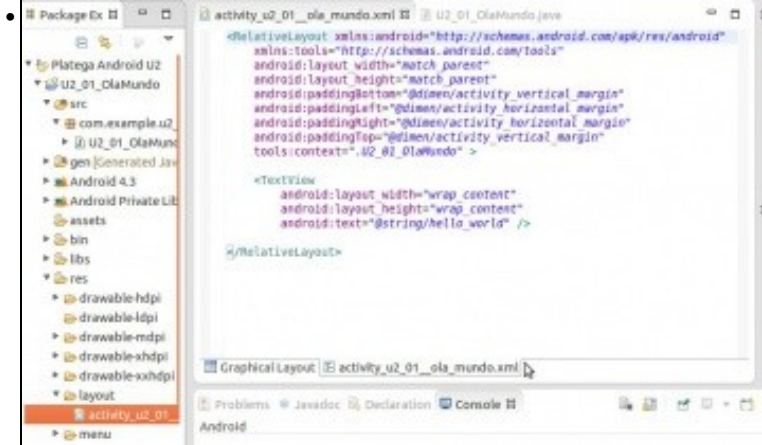 Package Ex
activity_u2_01__ola_mundo.xml U2_01_OlaMundo.java
Platega Android U2
U2_01_OlaMundo
src
com.example.u2_
U2_01_OlaMund
gen [Generated Jav
Android 4.3
Android Private Lib
assets
bin
libs
res
drawable-hdpi
drawable-ldpi
drawable-mdpi
drawable-xhdpi
drawable-xxhdpi
layout
activity_u2_01_
menu
<RelativeLayout xmlns:android="http://schemas.android.com/apk/res/android"
xmlns:tools="http://schemas.android.com/tools"
android:layout_width="match_parent"
android:layout_height="match_parent"
android:paddingBottom="@dimen/activity_vertical_margin"
android:paddingLeft="@dimen/activity_horizontal_margin"
android:paddingRight="@dimen/activity_horizontal_margin"
android:paddingTop="@dimen/activity_vertical_margin"
tools:context=".U2_01_OlaMundo" >
<TextView
android:layout_width="wrap_content"
android:layout_height="wrap_content"
android:text="@string/hello_world" />
</RelativeLayout>
Graphical Layout activity_u2_01__ola_mundo.xml
Problems @ Javadoc Declaration Console
Android